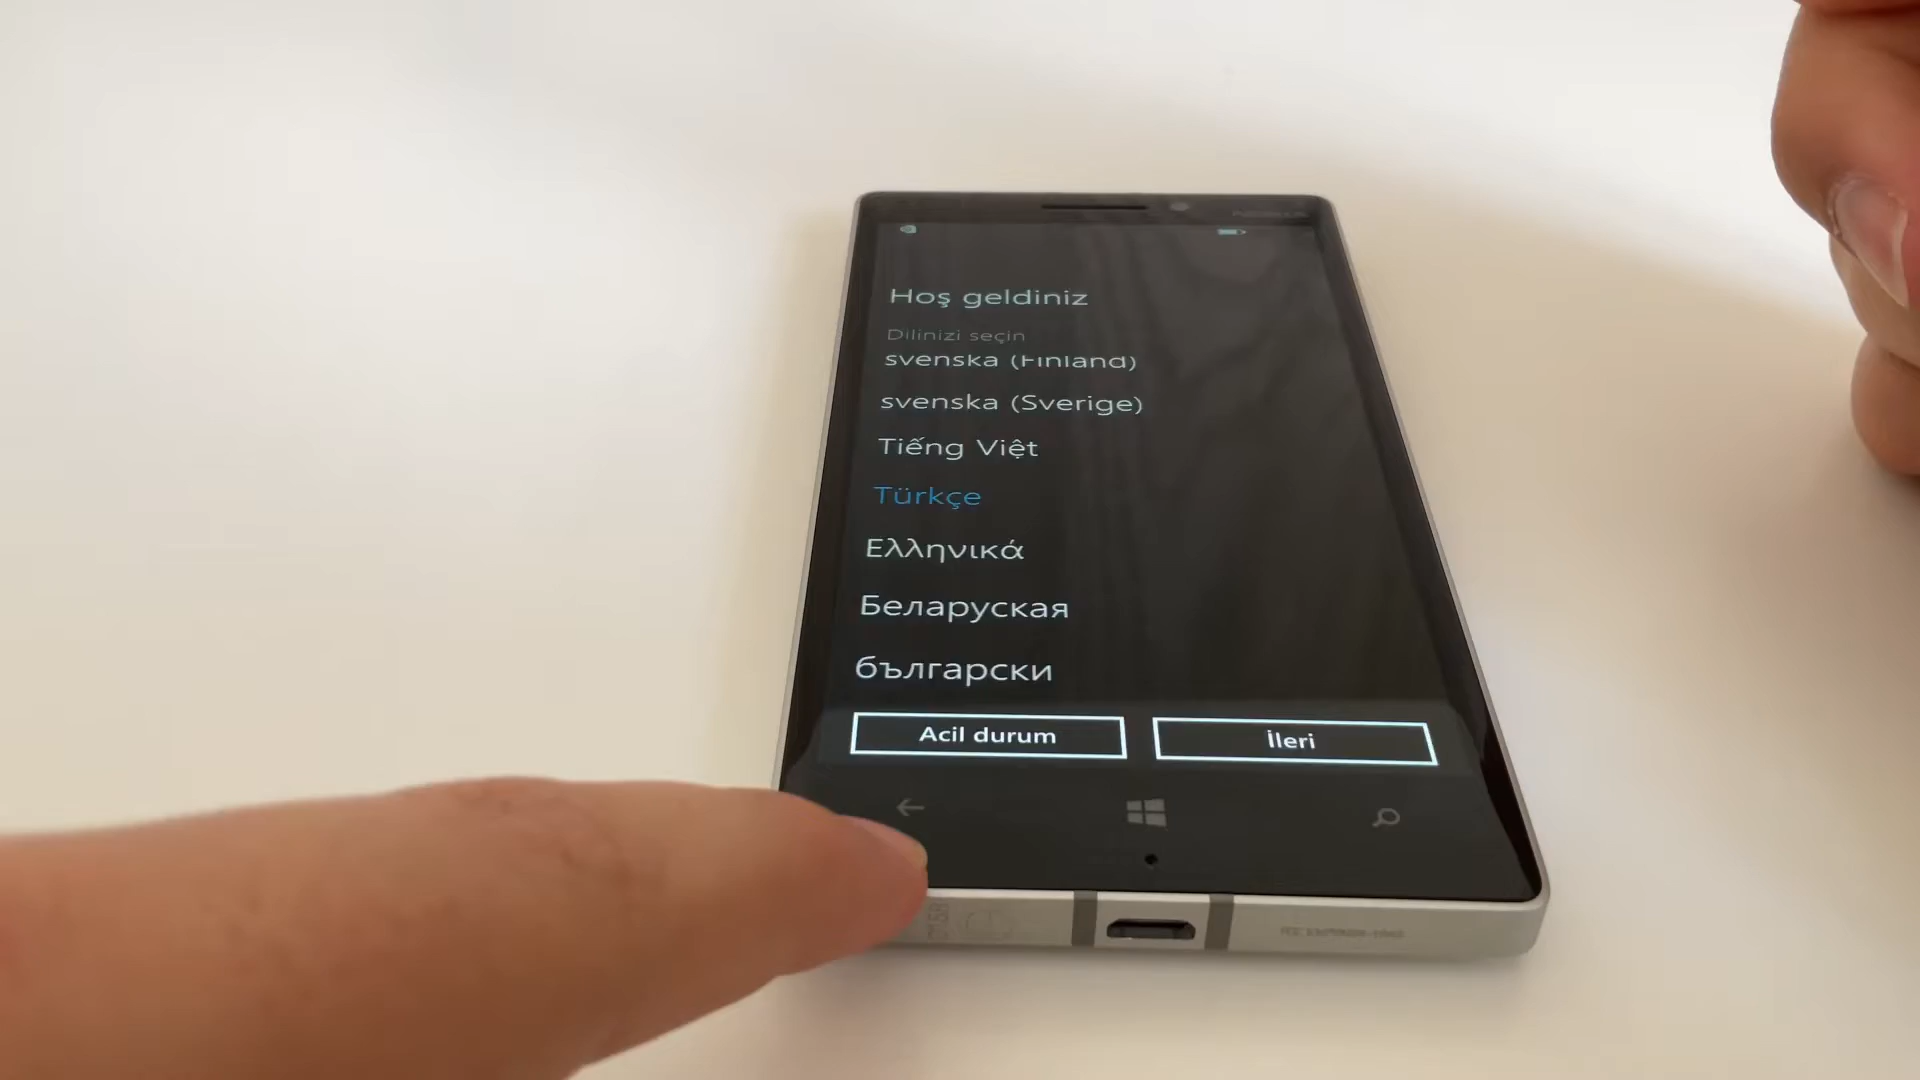 Hoş geldiniz
Dilinizi seçin
svenska (Finland)
svenska (Sverige)
Tiếng Việt
Türkçe
Ελληνικά
Беларуская
български
Acil durum
İleri